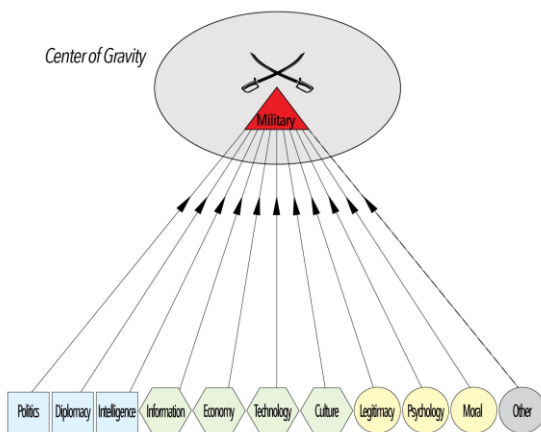 Center of Gravity
Military
Politics
Diplomacy
Intelligence
Information
Economy
Technology
Culture
Legitimacy
Psychology
Moral
Other